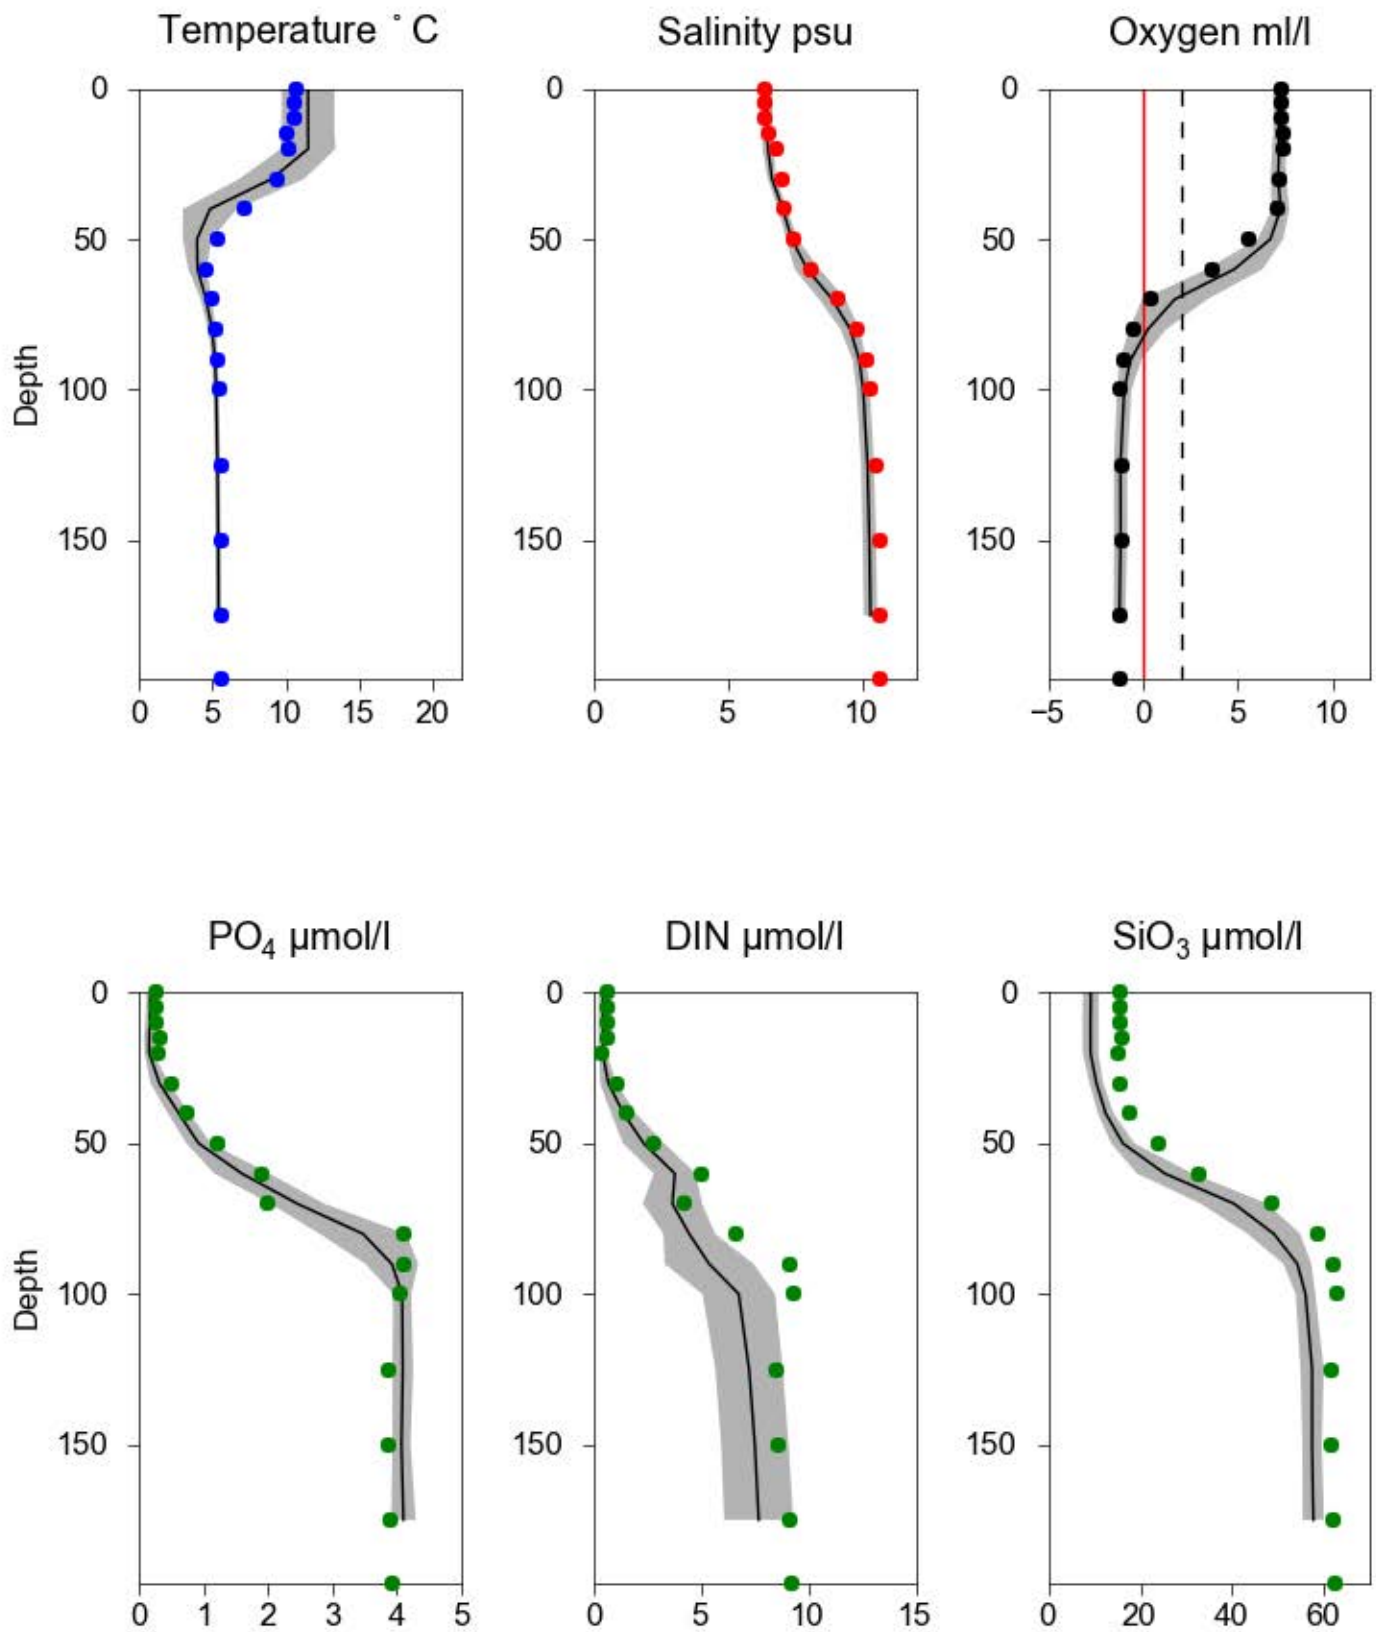 Temperature ° C
Salinity psu
Oxygen ml/l
0
50
100
150
Depth
0 5 10 15 20
0
50
100
150
0 5 10
0
50
100
150
−5 0 5 10
PO4 µmol/l
DIN µmol/l
SiO3 µmol/l
0
50
100
150
Depth
0 1 2 3 4 5
0
50
100
150
0 5 10 15
0
50
100
150
0 20 40 60